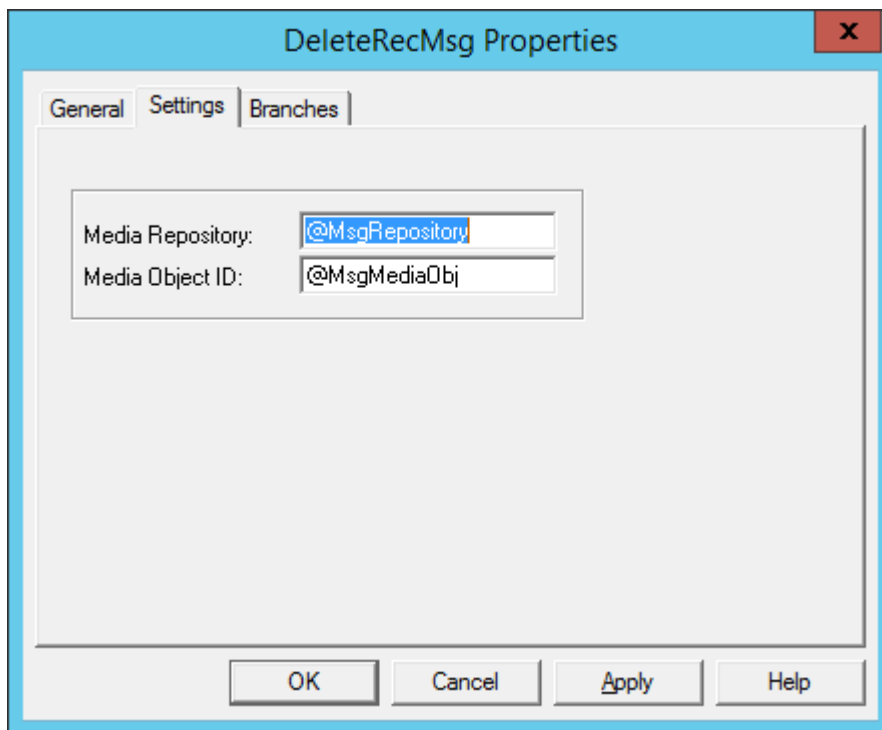 DeleteRecMsg Properties
x
General Settings Branches
Media Repository: @MsgRepository
Media Object ID: @MsgMediaObj
OK Cancel Apply Help